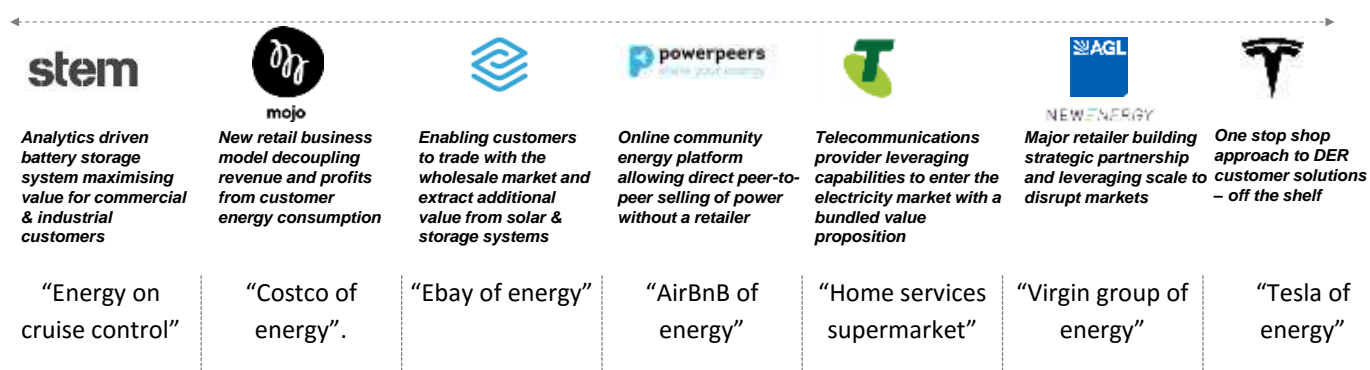 stem
mojo
powerpeers
share your energy
AGL
NEWENERGY
Analytics driven
battery storage
system maximising
value for commercial
& industrial
customers
New retail business
model decoupling
revenue and profits
from customer
energy consumption
Enabling customers
to trade with the
wholesale market and
extract additional
value from solar &
storage systems
Online community
energy platform
allowing direct peer-to-
peer selling of power
without a retailer
Telecommunications
provider leveraging
capabilities to enter the
electricity market with a
bundled value
proposition
Major retailer building
strategic partnership
and leveraging scale to
disrupt markets
One stop shop
approach to DER
customer solutions
– off the shelf
“Energy on
cruise control”
“Costco of
energy”.
“Ebay of energy”
“AirBnB of
energy”
“Home services
supermarket”
“Virgin group of
energy”
“Tesla of
energy”